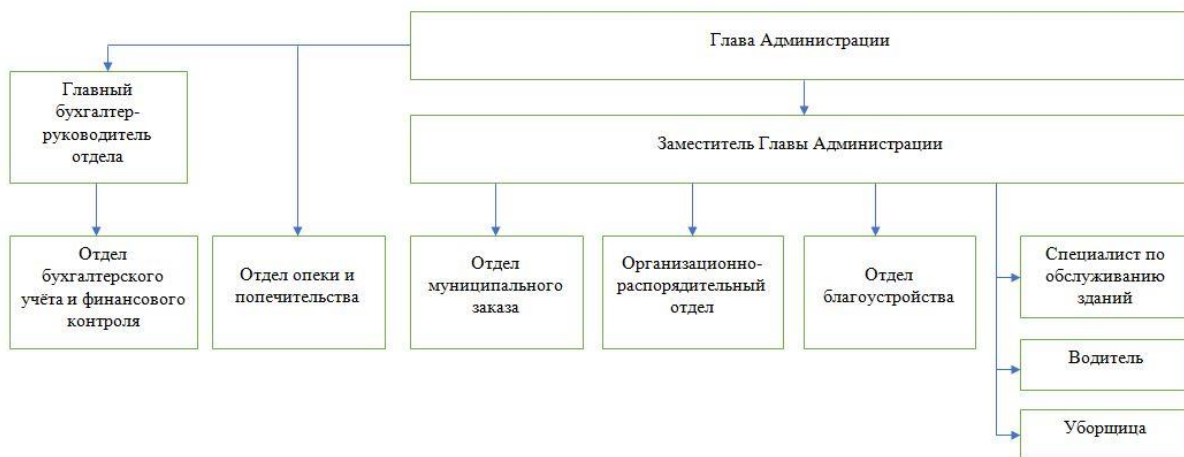 Глава Администрации
Главный
бухгалтер-
руководитель
отдела
Заместитель Главы Администрации
Отдел
бухгалтерского
учёта и финансового
контроля
Отдел опеки и
попечительства
Отдел
муниципального
заказа
Организационно-
распорядительный
отдел
Отдел
благоустройства
Специалист по
обслуживанию
зданий
Водитель
Уборщица